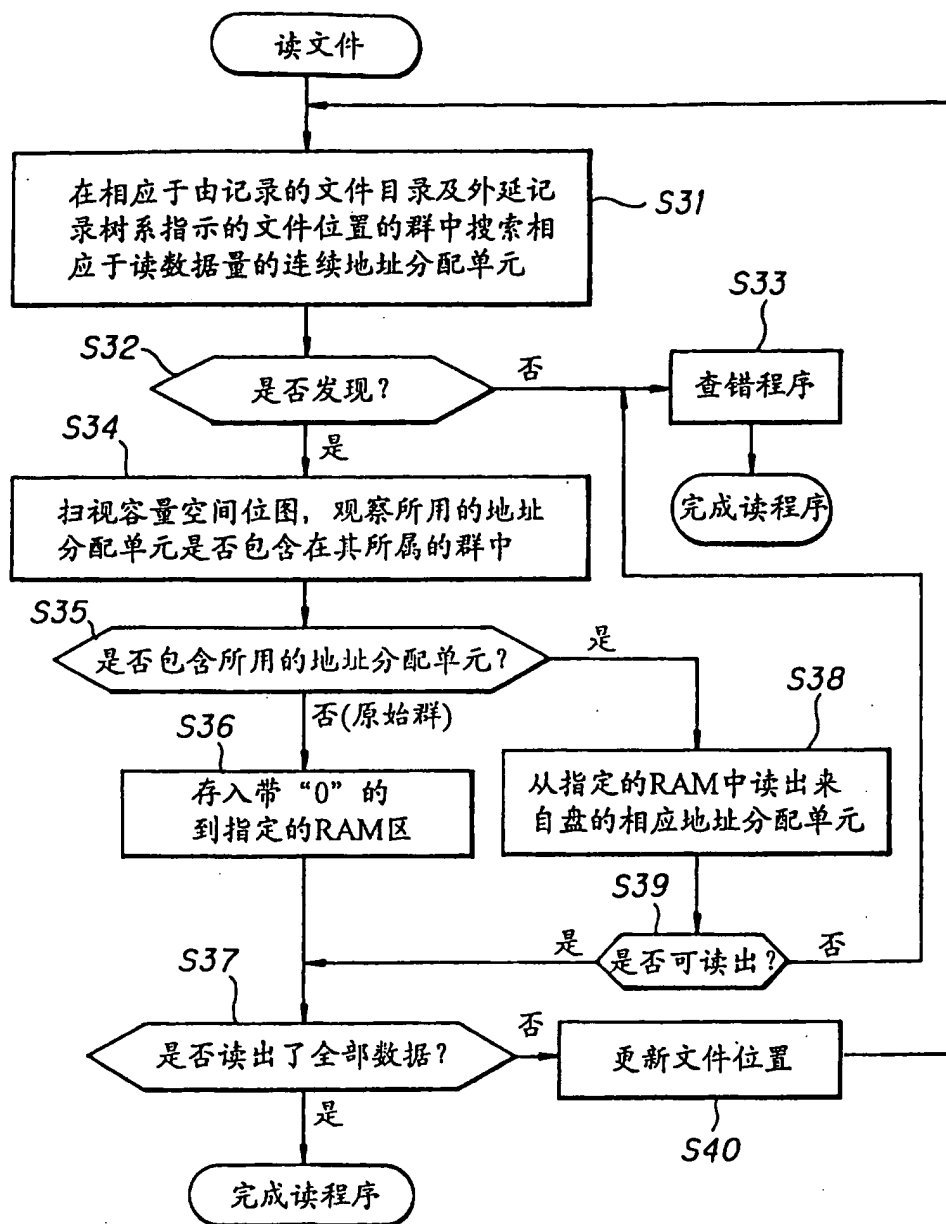 读文件
在相应于由记录的文件目录及外延记
录树系指示的文件位置的群中搜索相
应于读数据量的连续地址分配单元
S31
S33
S32
是否发现?
否
查错程序
S34
是
完成读程序
扫视容量空间位图，观察所用的地址
分配单元是否包含在其所属的群中
S35
是否包含所用的地址分配单元?
是
S38
否(原始群)
S36
存入带“0”的
到指定的RAM区
从指定的RAM中读出来
自盘的相应地址分配单元
S39
是
是否可读出?
否
S37
是否读出了全部数据?
否
更新文件位置
是
S40
完成读程序